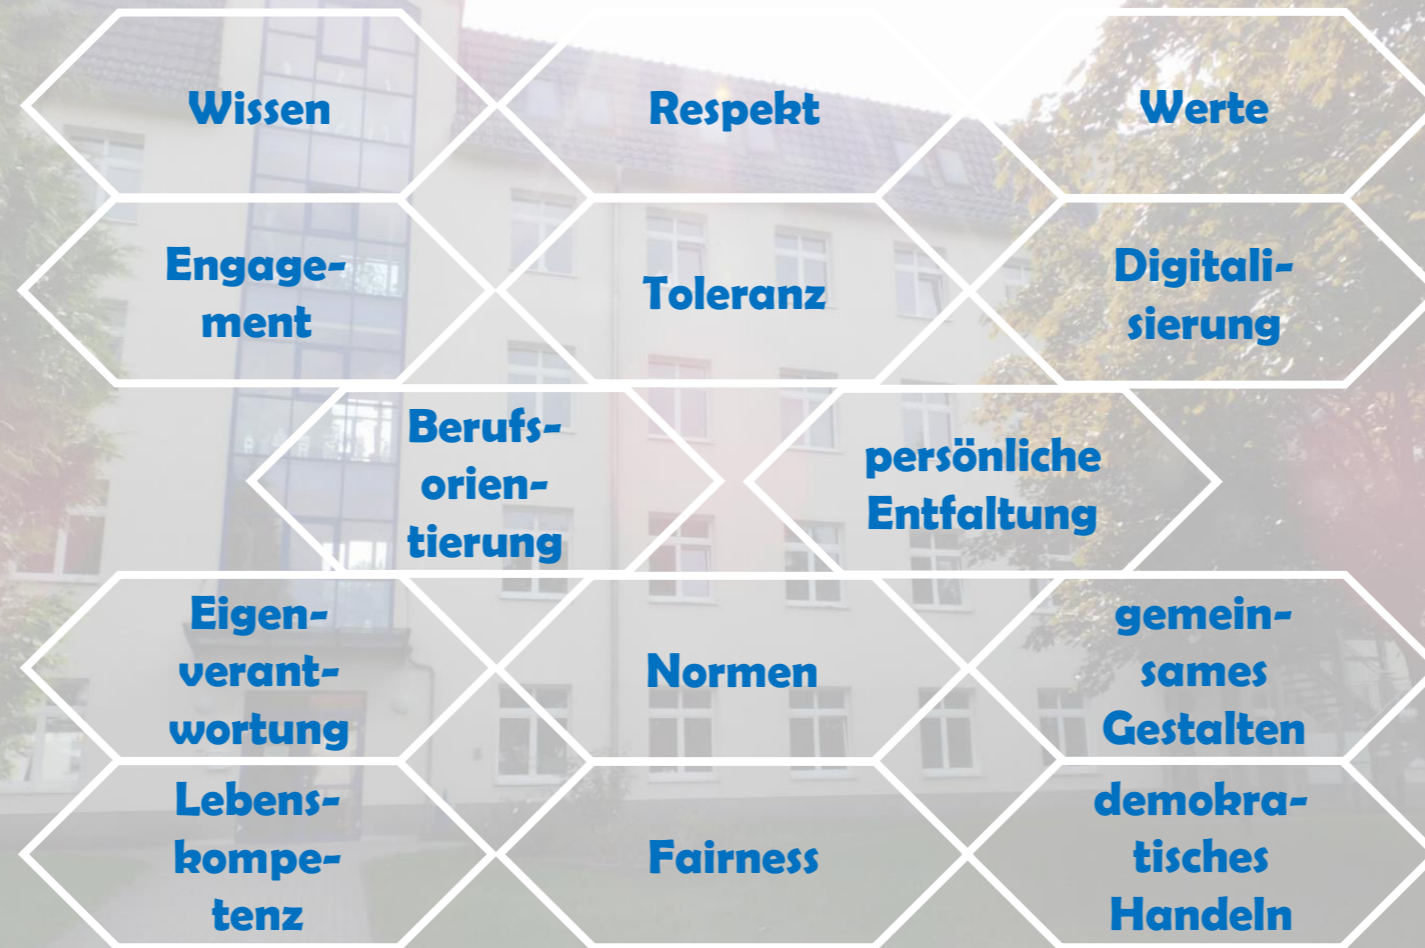 Wissen
Respekt
Werte
Engage-
ment
Toleranz
Digitali-
sierung
Berufs-
orien-
tierung
persönliche
Entfaltung
Eigen-
verant-
wortung
Normen
gemein-
sames
Gestalten
Lebens-
kompe-
tenz
Fairness
demokra-
tisches
Handeln